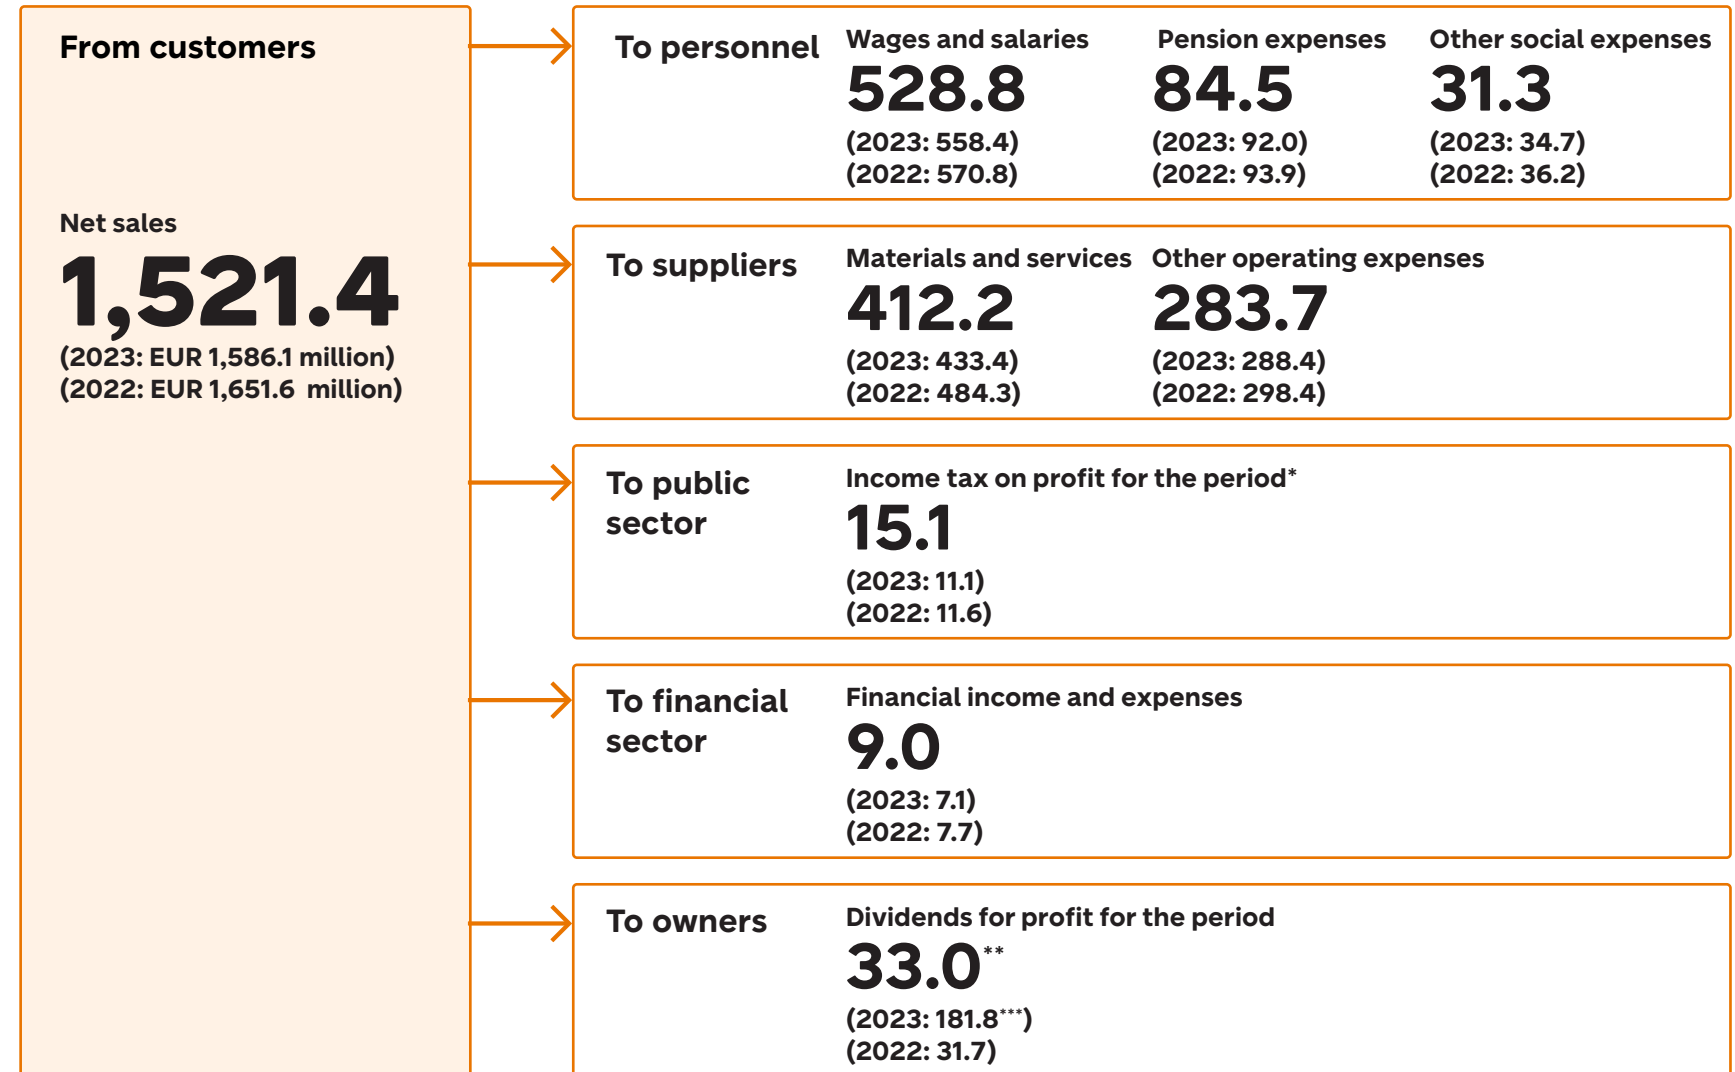 From customers
Net sales
1,521.4
(2023: EUR 1,586.1 million)
(2022: EUR 1,651.6 million)
To personnel
Wages and salaries
528.8
(2023: 558.4)
(2022: 570.8)
Pension expenses
84.5
(2023: 92.0)
(2022: 93.9)
Other social expenses
31.3
(2023: 34.7)
(2022: 36.2)
To suppliers
Materials and services
412.2
(2023: 433.4)
(2022: 484.3)
Other operating expenses
283.7
(2023: 288.4)
(2022: 298.4)
To public
sector
Income tax on profit for the period*
15.1
(2023: 11.1)
(2022: 11.6)
To financial
sector
Financial income and expenses
9.0
(2023: 7.1)
(2022: 7.7)
To owners
Dividends for profit for the period
33.0**
(2023: 181.8***)
(2022: 31.7)